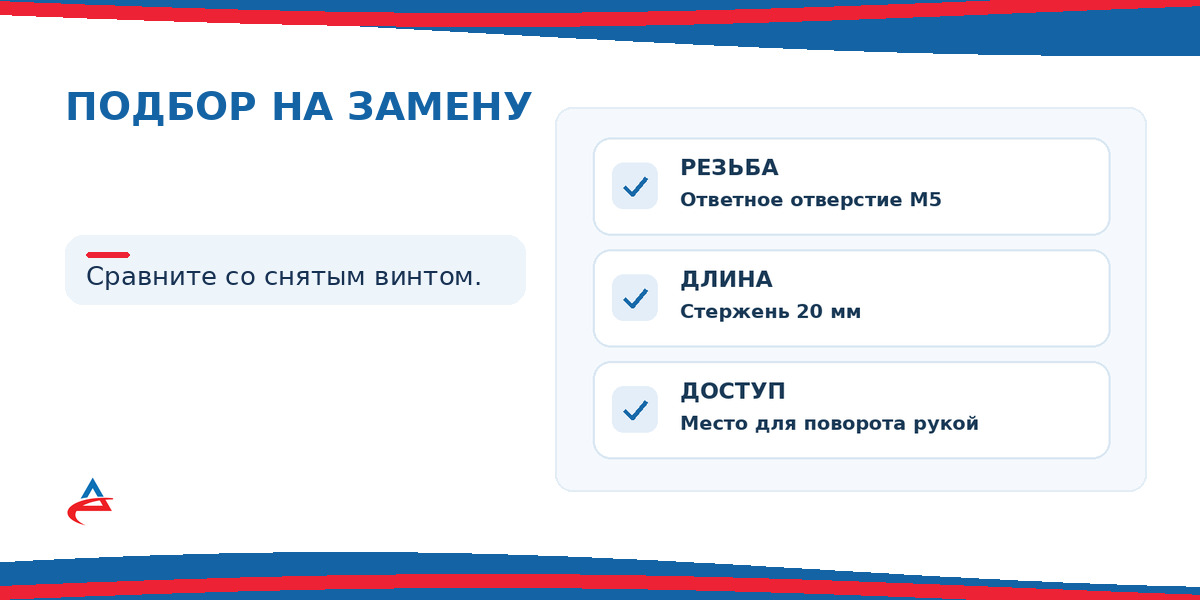 ПОДБОР НА ЗАМЕНУ
Сравните со снятым винтом.
РЕЗЬБА
Ответное отверстие М5
ДЛИНА
Стержень 20 мм
ДОСТУП
Место для поворота рукой